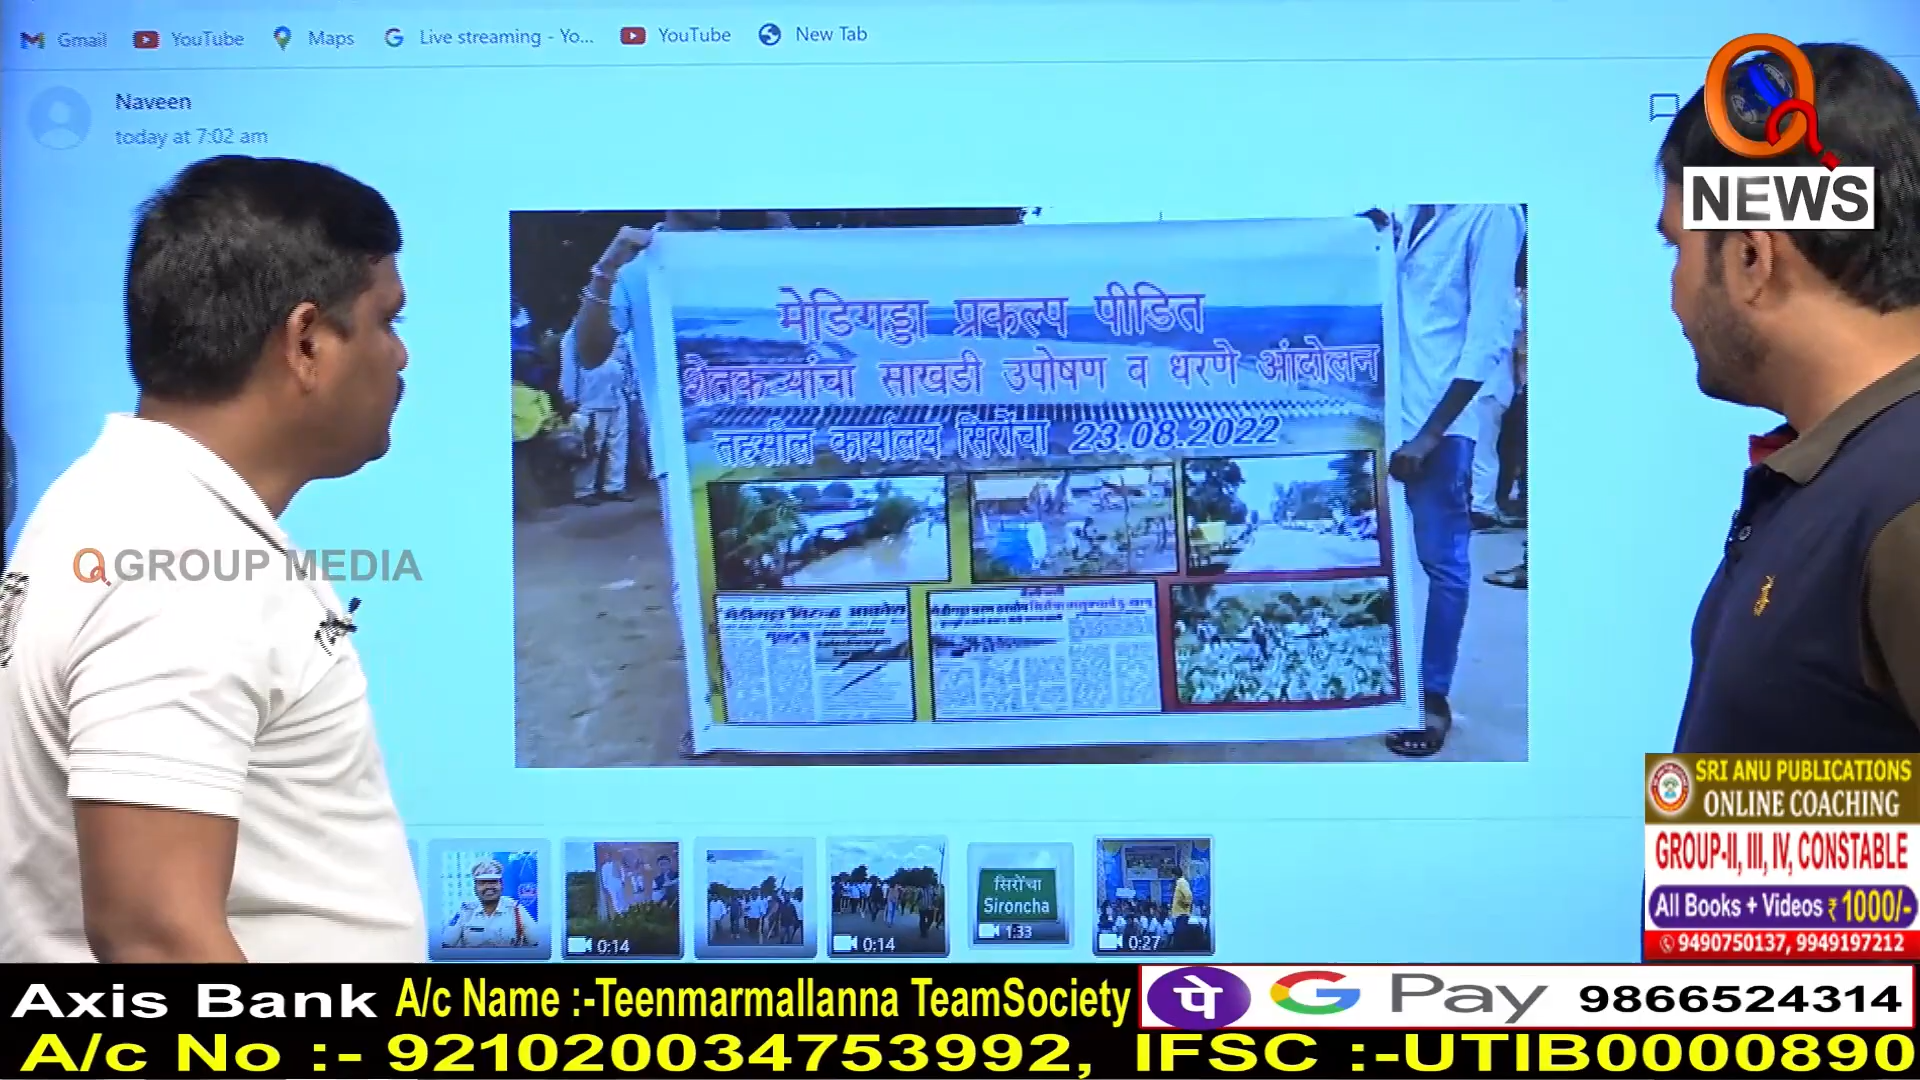 Gmail YouTube Maps Live streaming - Yo... YouTube New Tab
Naveen
today at 7:02 am
Q
NEWS
मेडिगड्डा प्रकल्प पीडित
शेतकऱ्यांचा साखळी उपोषण व धरणे आंदोलन
तहसील कार्यालय सिरोंचा 23.08.2022
Q GROUP MEDIA
0:14
0:14
सिरोंचा
Sironcha
1:33
0:27
SRI ANU PUBLICATIONS
ONLINE COACHING
GROUP-II, III, IV, CONSTABLE
All Books + Videos ₹ 1000/-
9490750137, 9949197212
Axis Bank A/c Name :-Teenmarmallanna TeamSociety पे G Pay 9866524314
A/c No :- 921020034753992, IFSC :-UTIB0000890